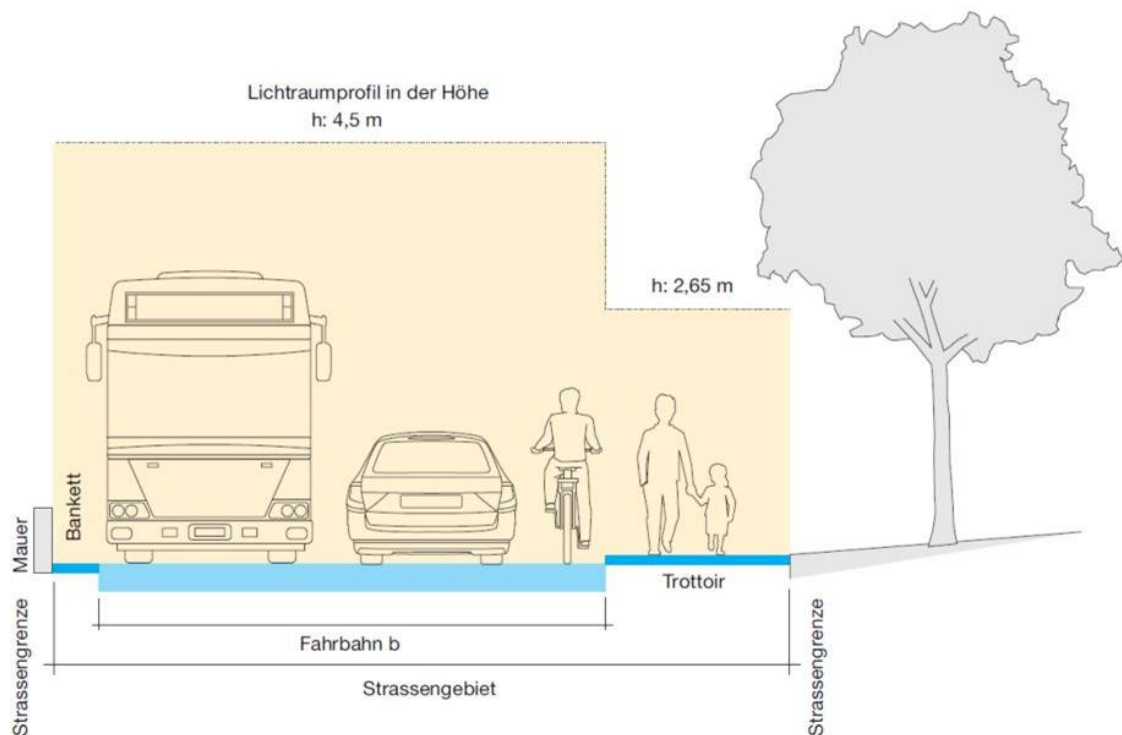 Lichtraumprofil in der Höhe
h: 4,5 m
h: 2,65 m
Mauer
Bankett
Trottoir
Fahrbahn b
Strassengebiet
Strassengrenze
Strassengrenze